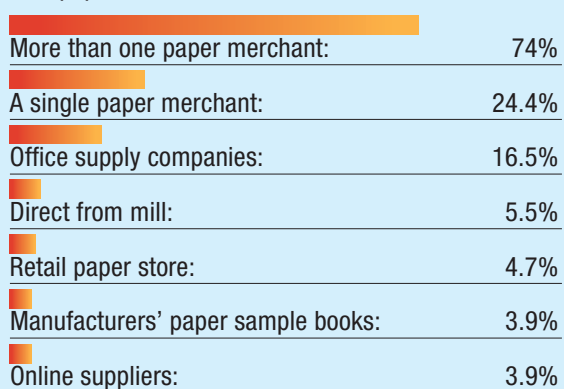 More than one paper merchant: 74%
A single paper merchant: 24.4%
Office supply companies: 16.5%
Direct from mill: 5.5%
Retail paper store: 4.7%
Manufacturers’ paper sample books: 3.9%
Online suppliers: 3.9%